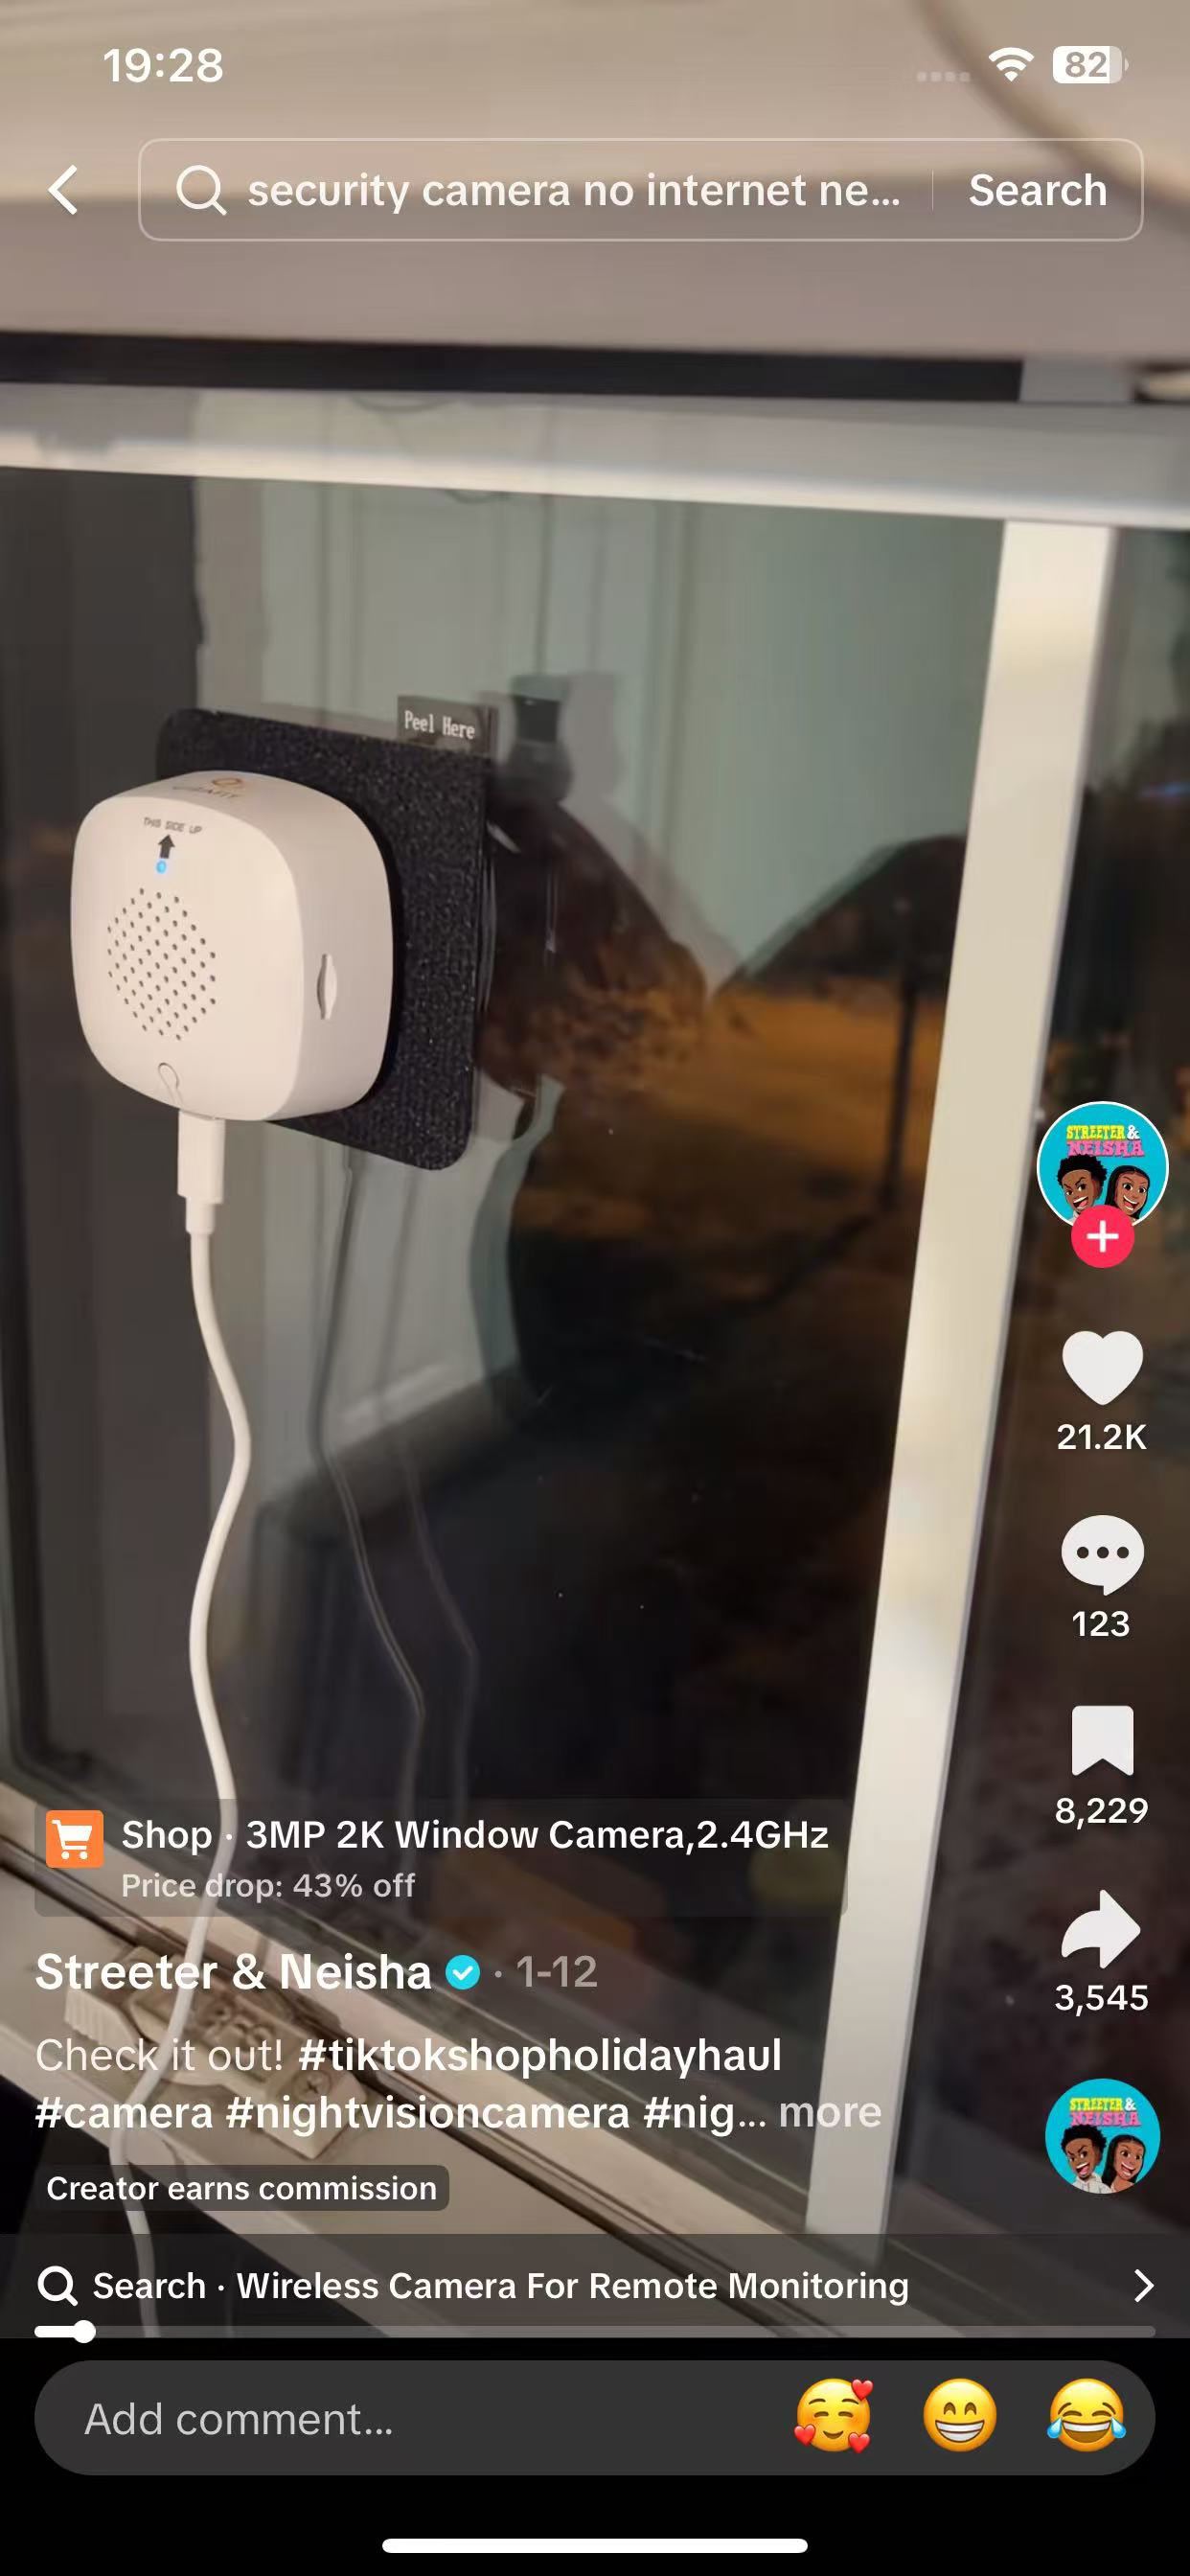 19:28
82
security camera no internet ne...
Search
Peel Here
THIS SIDE UP
STREETER &
NEISHA
21.2K
123
8,229
3,545
Shop · 3MP 2K Window Camera,2.4GHz
Price drop: 43% off
Streeter & Neisha · 1-12
Check it out! #tiktokshopholidayhaul
#camera #nightvisioncamera #nig... more
STREETER &
NEISHA
Creator earns commission
Search · Wireless Camera For Remote Monitoring
Add comment...